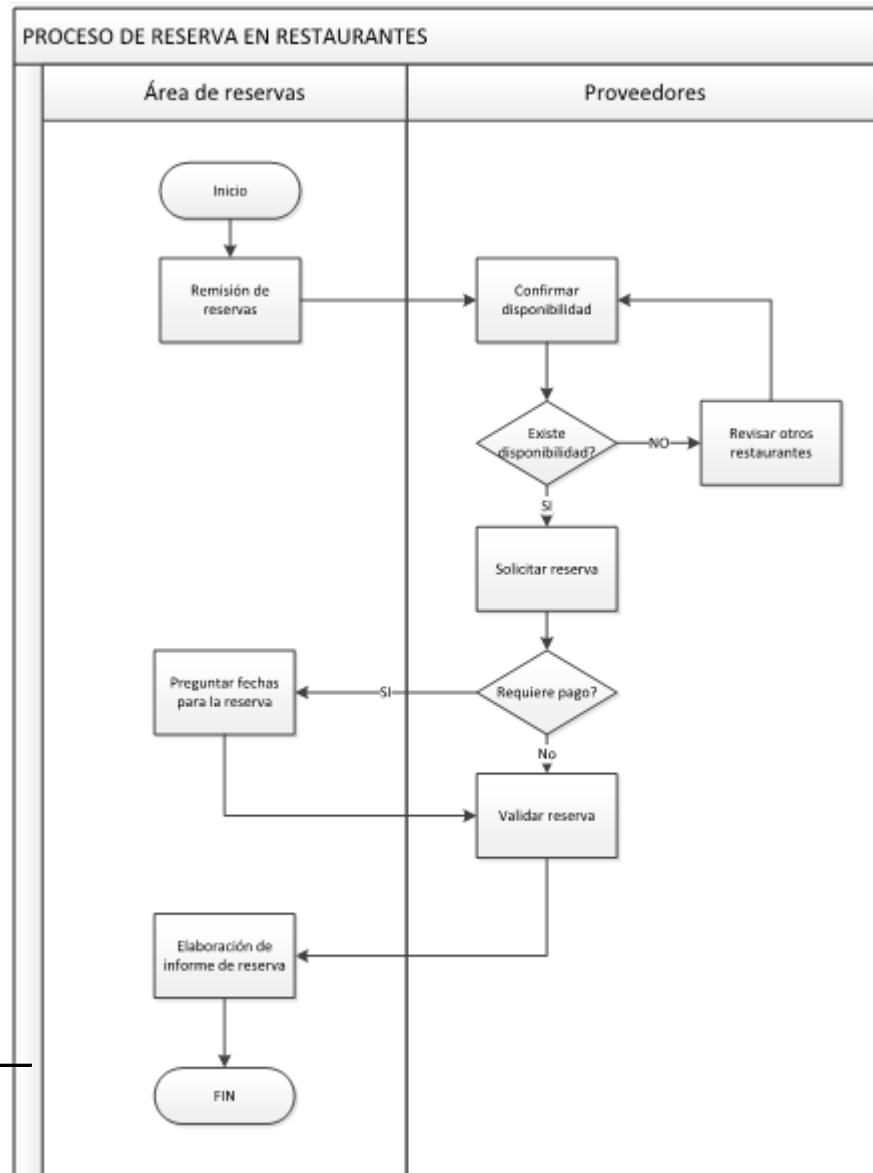 PROCESO DE RESERVA EN RESTAURANTES
Área de reservas
Proveedores
Inicio
Remisión de
reservas
Confirmar
disponibilidad
Existe
disponibilidad?
NO
Revisar otros
restaurantes
SI
Solicitar reserva
Preguntar fechas
para la reserva
SI
Requiere pago?
No
Validar reserva
Elaboración de
informe de reserva
FIN